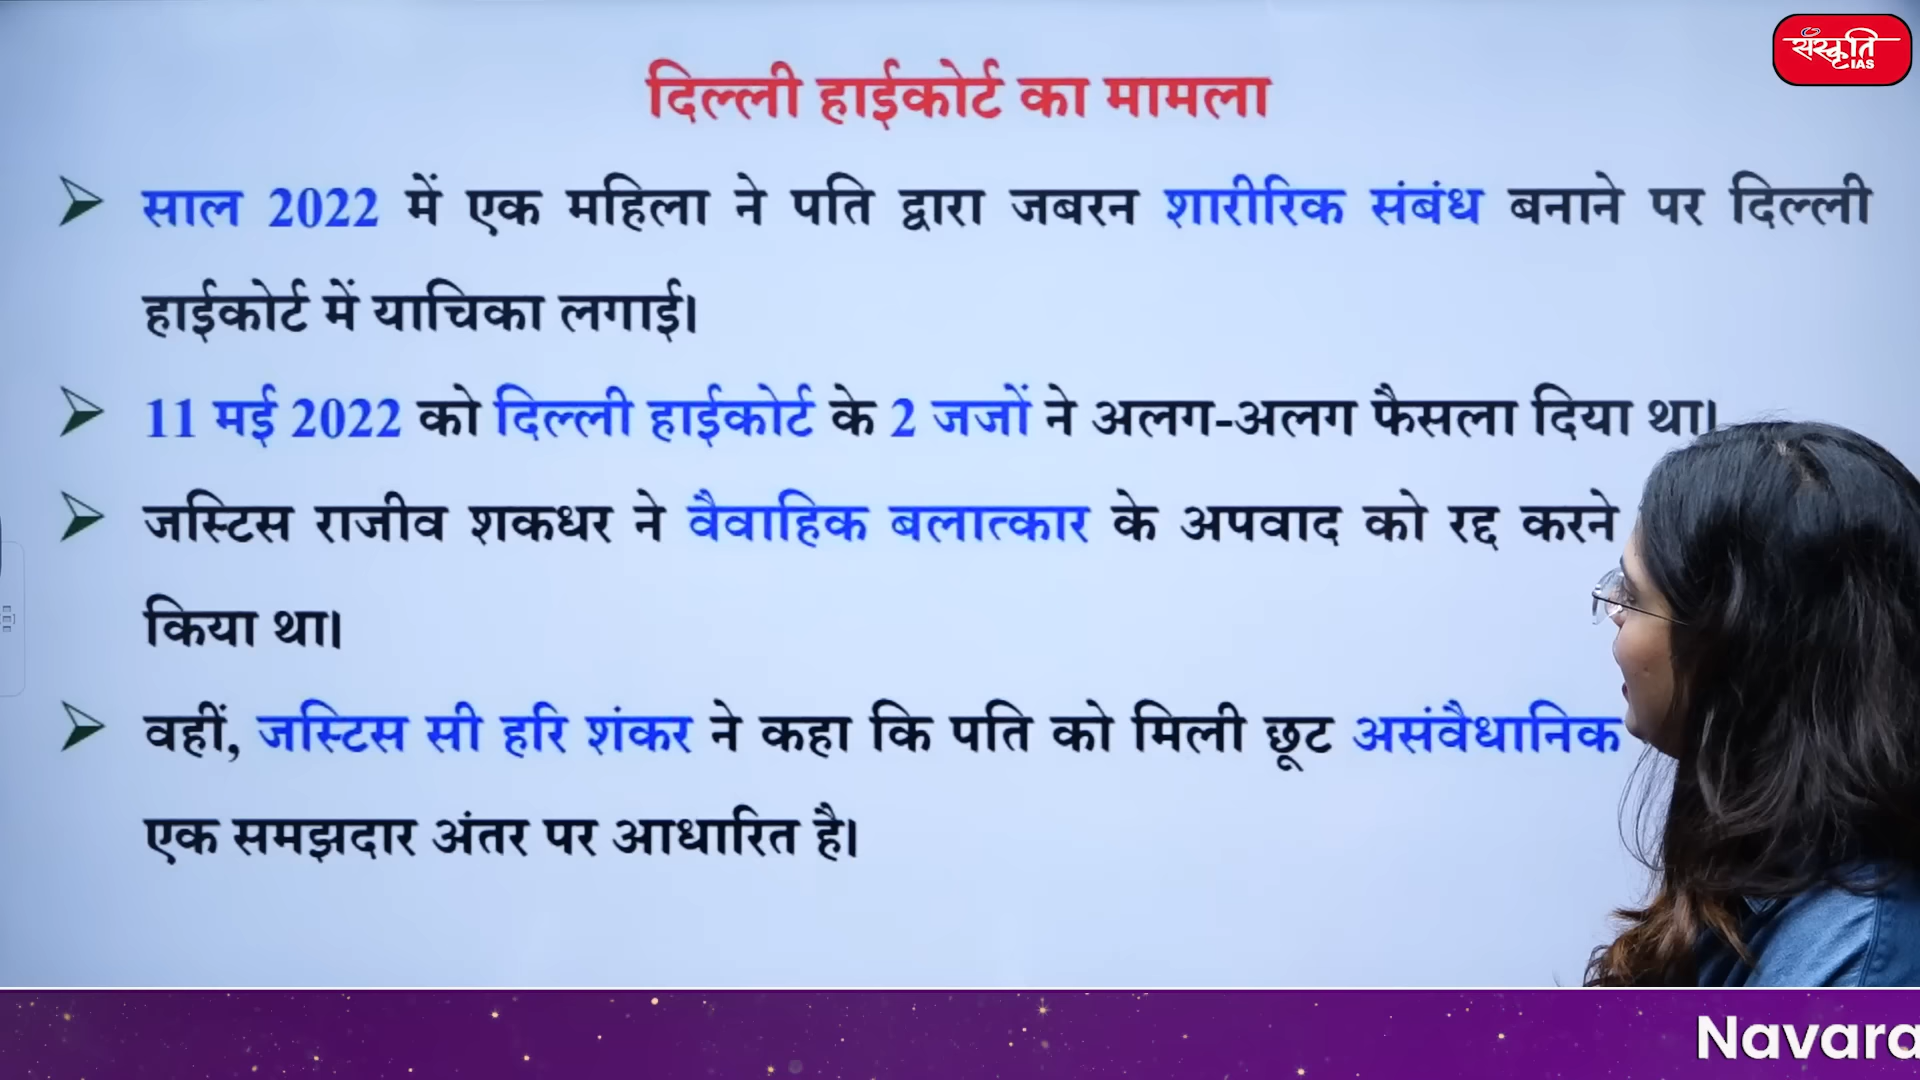 संस्कृति
IAS
दिल्ली हाईकोर्ट का मामला
साल 2022 में एक महिला ने पति द्वारा जबरन शारीरिक संबंध बनाने पर दिल्ली
हाईकोर्ट में याचिका लगाई।
11 मई 2022 को दिल्ली हाईकोर्ट के 2 जजों ने अलग-अलग फैसला दिया था।
जस्टिस राजीव शकधर ने वैवाहिक बलात्कार के अपवाद को रद्द करने
किया था।
वहीं, जस्टिस सी हरि शंकर ने कहा कि पति को मिली छूट असंवैधानिक
एक समझदार अंतर पर आधारित है।